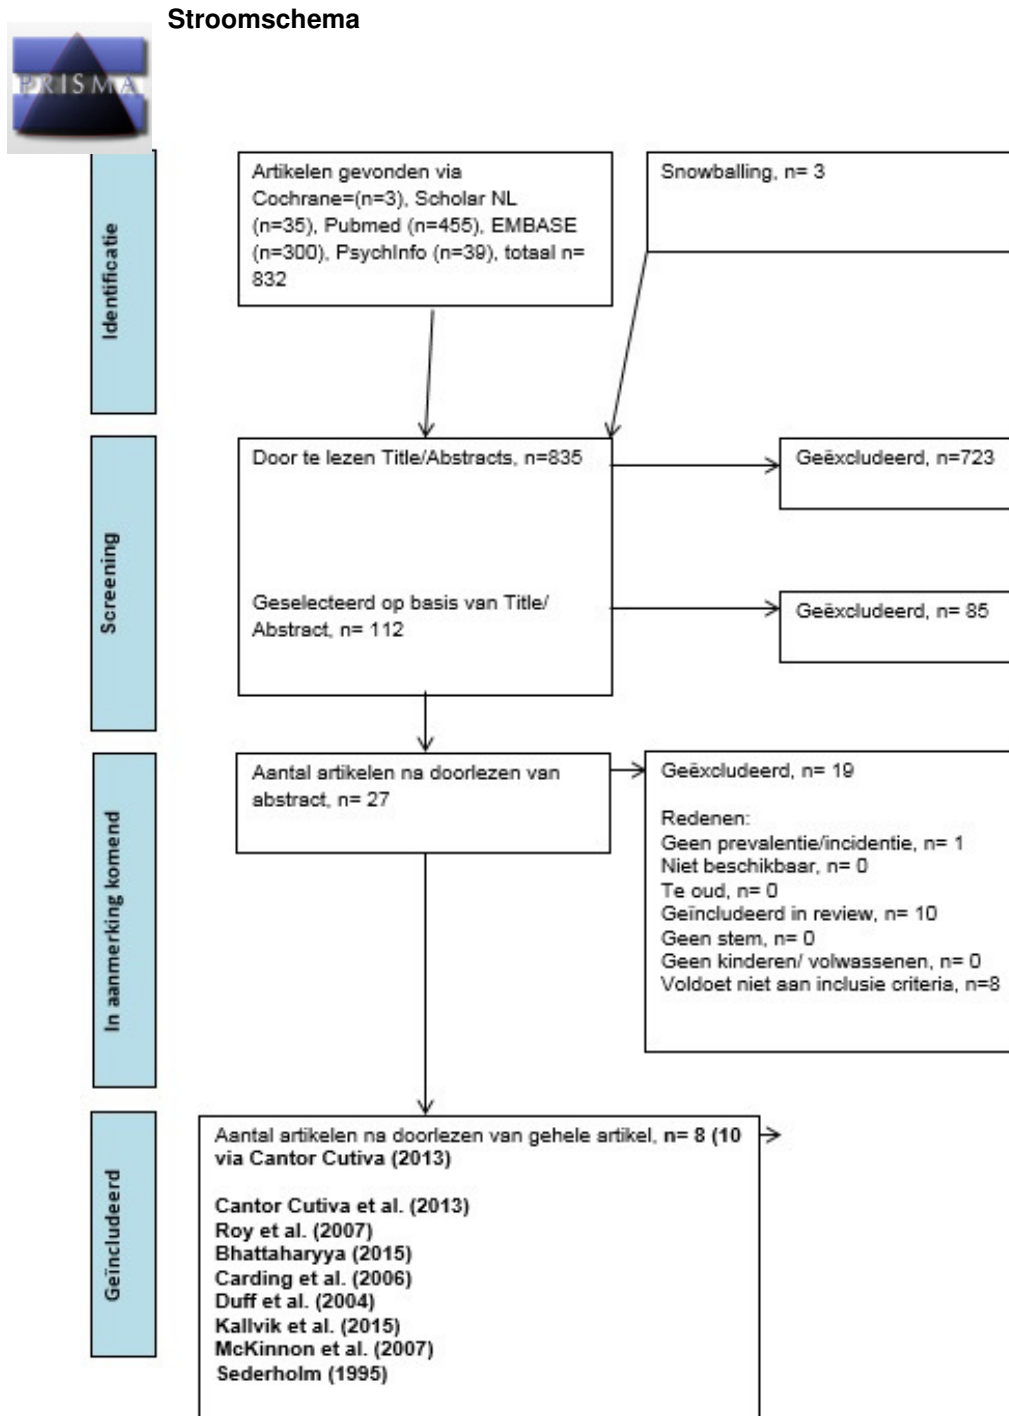 Stroomschema
PRISMA
Identificatie
Artikelen gevonden via
Cochrane=(n=3), Scholar NL
(n=35), Pubmed (n=455), EMBASE
(n=300), PsychInfo (n=39), totaal n=
832
Snowballing, n= 3
Screening
Door te lezen Title/Abstracts, n=835
Geëxcludeerd, n=723
Geselecteerd op basis van Title/
Abstract, n= 112
Geëxcludeerd, n= 85
In aanmerking komend
Aantal artikelen na doorlezen van
abstract, n= 27
Geëxcludeerd, n= 19
Redenen:
Geen prevalentie/incidentie, n= 1
Niet beschikbaar, n= 0
Te oud, n= 0
Geïncludeerd in review, n= 10
Geen stem, n= 0
Geen kinderen/ volwassenen, n= 0
Voldoet niet aan inclusie criteria, n=8
Geïncludeerd
Aantal artikelen na doorlezen van gehele artikel, n= 8 (10
via Cantor Cutiva (2013)
Cantor Cutiva et al. (2013)
Roy et al. (2007)
Bhattaharyya (2015)
Carding et al. (2006)
Duff et al. (2004)
Kallvik et al. (2015)
McKinnon et al. (2007)
Sederholm (1995)